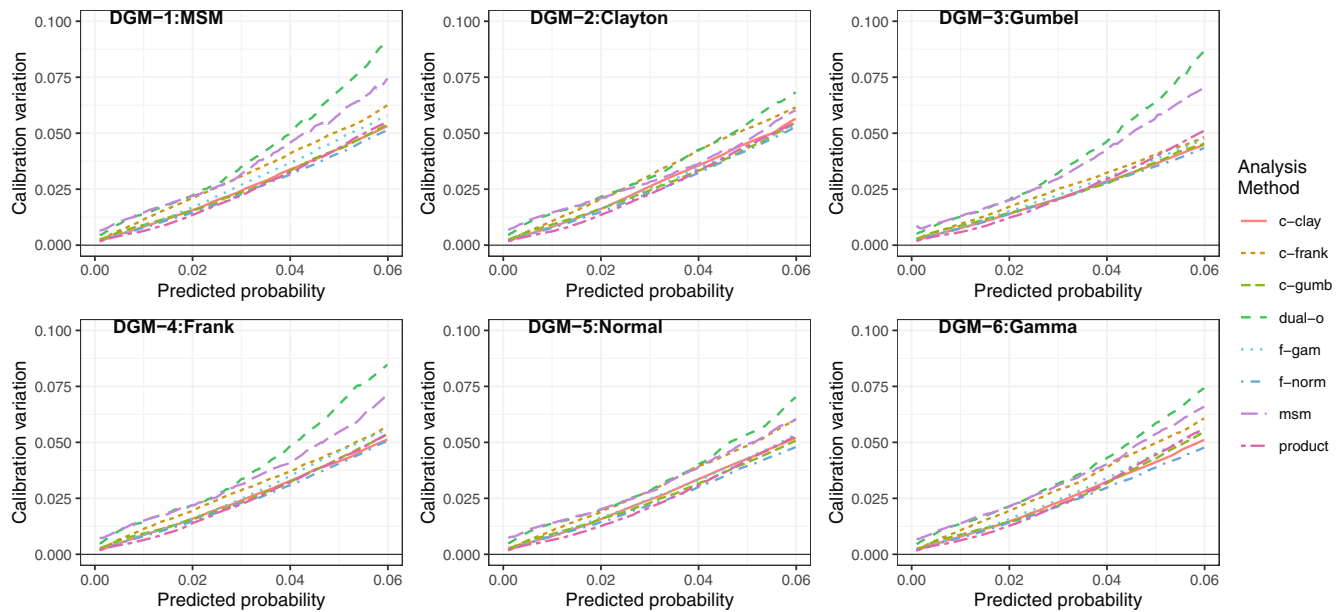 DGM−1:MSM
DGM−2:Clayton
DGM−3:Gumbel
0.100
0.075
0.050
0.025
0.000
Calibration variation
0.00
0.02
0.04
0.06
Predicted probability
0.100
0.075
0.050
0.025
0.000
Calibration variation
0.00
0.02
0.04
0.06
Predicted probability
0.100
0.075
0.050
0.025
0.000
Calibration variation
0.00
0.02
0.04
0.06
Predicted probability
DGM−4:Frank
DGM−5:Normal
DGM−6:Gamma
0.100
0.075
0.050
0.025
0.000
Calibration variation
0.00
0.02
0.04
0.06
Predicted probability
0.100
0.075
0.050
0.025
0.000
Calibration variation
0.00
0.02
0.04
0.06
Predicted probability
0.100
0.075
0.050
0.025
0.000
Calibration variation
0.00
0.02
0.04
0.06
Predicted probability
Analysis
Method
c−clay
c−frank
c−gumb
dual−o
f−gam
f−norm
msm
product